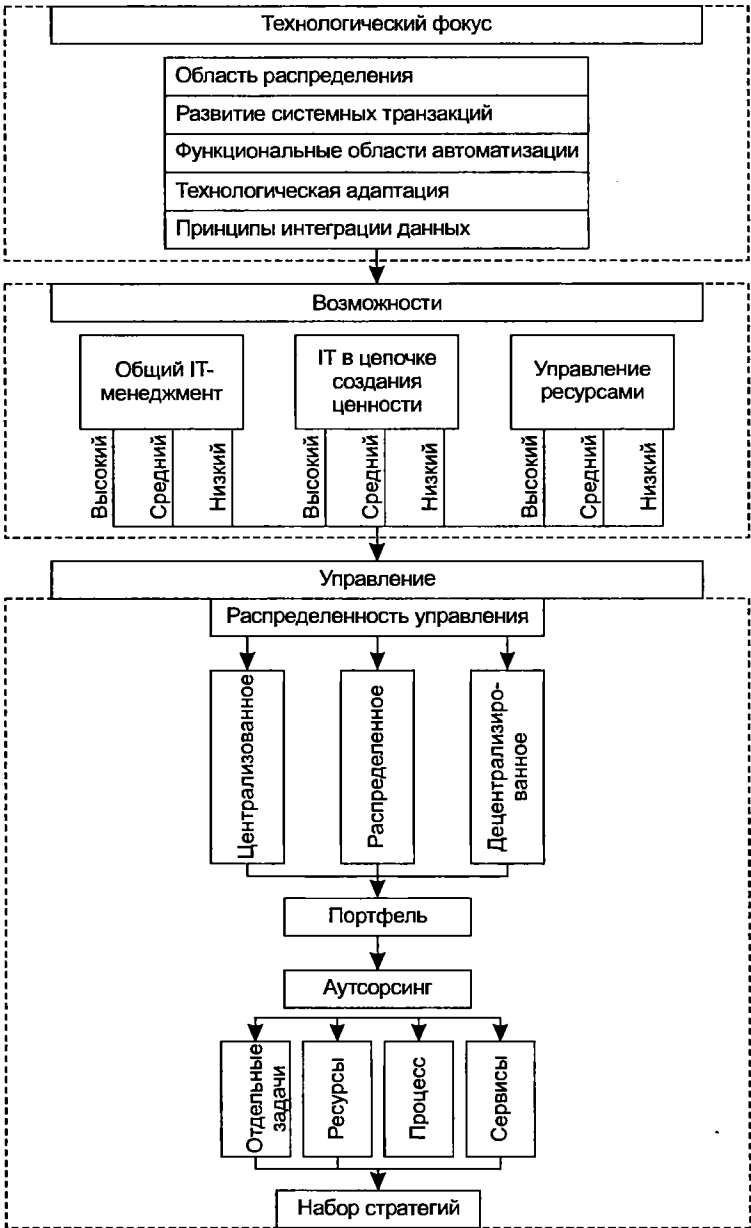 Технологический фокус
Область распределения
Развитие системных транзакций
Функциональные области автоматизации
Технологическая адаптация
Принципы интеграции данных
Возможности
Общий IT-
менеджмент
IT в цепочке
создания
ценности
Управление
ресурсами
Высокий
Средний
Низкий
Высокий
Средний
Низкий
Высокий
Средний
Низкий
Управление
Распределенность управления
Централизованное
Распределенное
Децентрализиро-
ванное
Портфель
Аутсорсинг
Отдельные
задачи
Ресурсы
Процесс
Сервисы
Набор стратегий